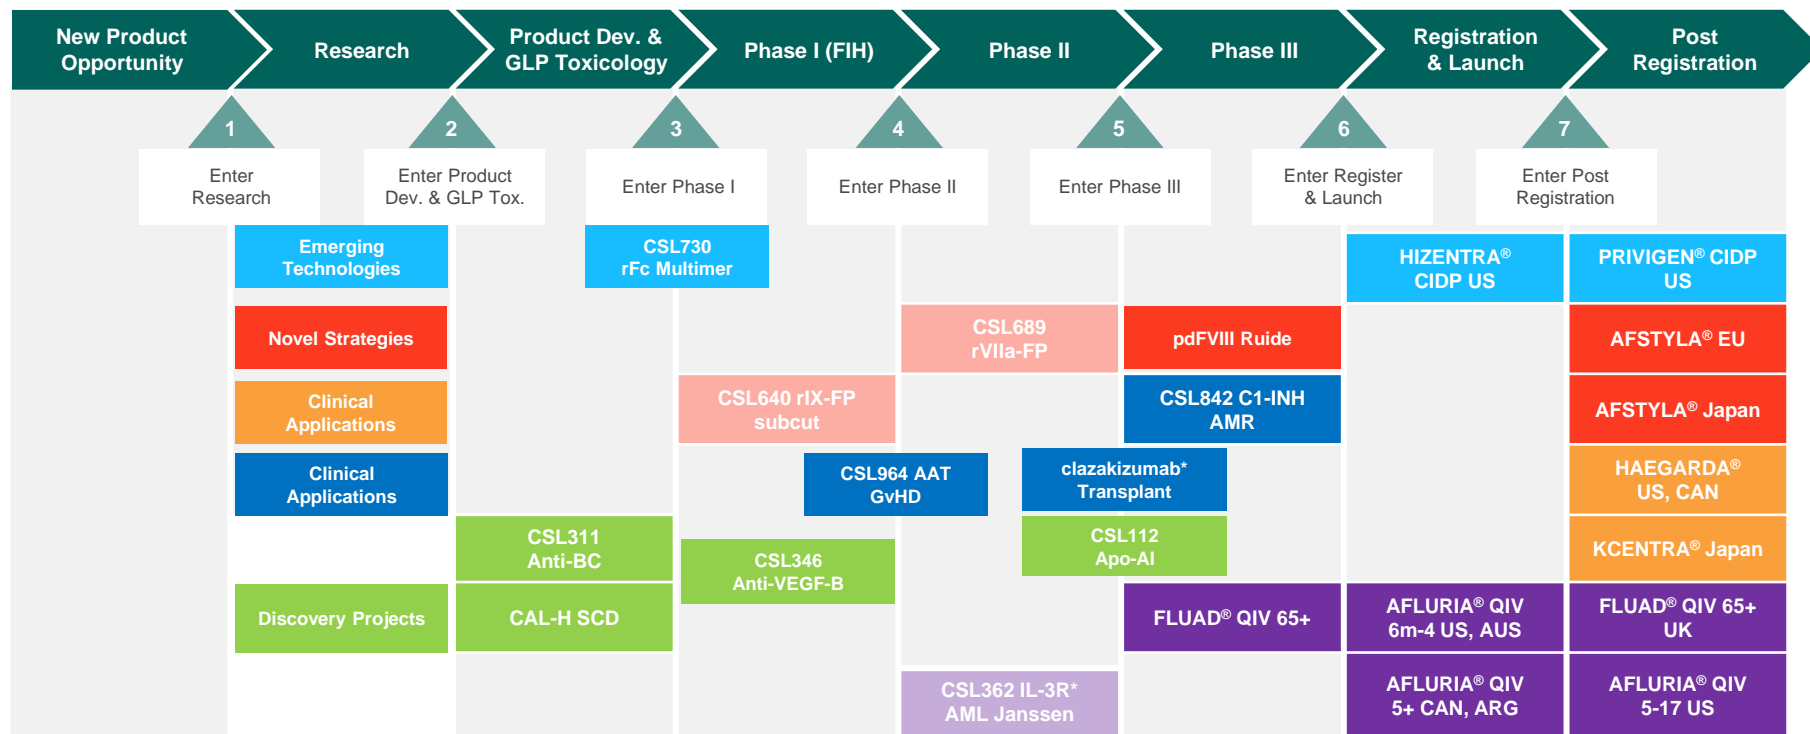 New Product
Opportunity
Research
Product Dev. &
GLP Toxicology
Phase I (FIH)
Phase II
Phase III
Registration
& Launch
Post
Registration
1
2
3
4
5
6
7
Enter
Research
Enter Product
Dev. & GLP Tox.
Enter Phase I
Enter Phase II
Enter Phase III
Enter Register
& Launch
Enter Post
Registration
Emerging
Technologies
CSL730
rFc Multimer
HIZENTRA®
CIDP US
PRIVIGEN® CIDP
US
Novel Strategies
CSL689
rVIIa-FP
pdFVIII Ruide
AFSTYLA® EU
Clinical
Applications
CSL640 rIX-FP
subcut
CSL842 C1-INH
AMR
AFSTYLA® Japan
Clinical
Applications
CSL964 AAT
GvHD
clazakizumab*
Transplant
HAEGARDA®
US, CAN
CSL311
Anti-BC
CSL346
Anti-VEGF-B
CSL112
Apo-AI
KCENTRA® Japan
Discovery Projects
CAL-H SCD
FLUAD® QIV 65+
AFLURIA® QIV
6m-4 US, AUS
FLUAD® QIV 65+
UK
CSL362 IL-3R*
AML Janssen
AFLURIA® QIV
5+ CAN, ARG
AFLURIA® QIV
5-17 US